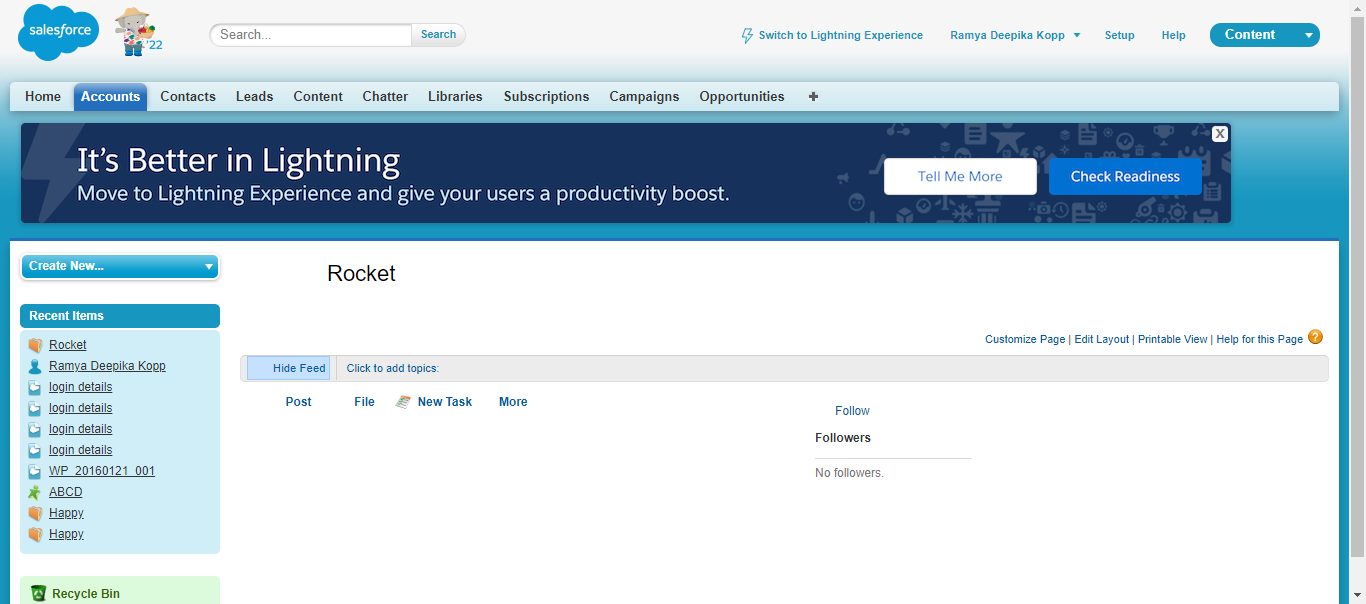 salesforce
'22
Search...
Search
Switch to Lightning Experience
Ramya Deepika Kopp
Setup
Help
Content
Home Accounts Contacts Leads Content Chatter Libraries Subscriptions Campaigns Opportunities +
It's Better in Lightning
Move to Lightning Experience and give your users a productivity boost.
Tell Me More
Check Readiness
X
Create New...
Recent Items
Rocket
Ramya Deepika Kopp
login details
login details
login details
login details
WP_20160121_001
ABCD
Happy
Happy
Recycle Bin
Rocket
Customize Page | Edit Layout | Printable View | Help for this Page ?
Hide Feed
Click to add topics:
Post File New Task More
Follow
Followers
No followers.